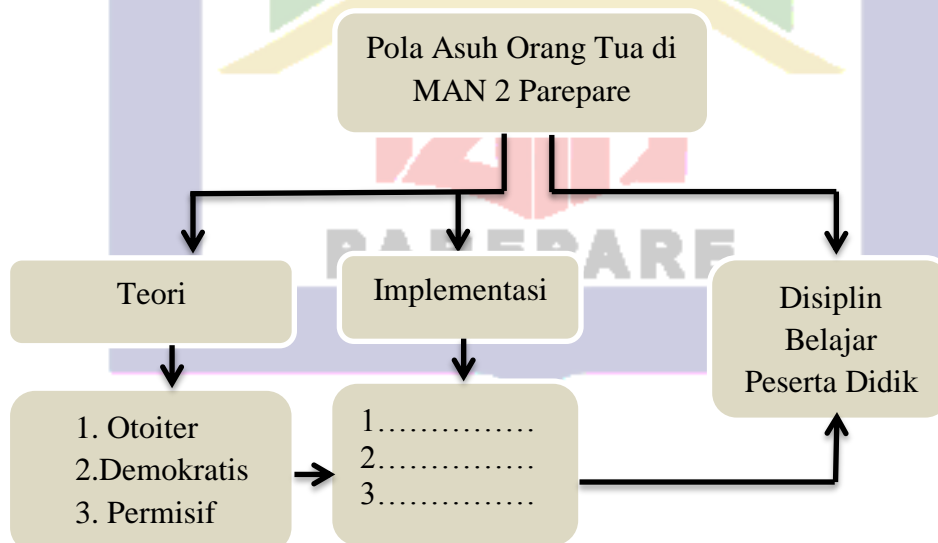 Pola Asuh Orang Tua di
MAN 2 Parepare
PAREPARE
Teori
Implementasi
Disiplin
Belajar
Peserta Didik
1. Otoiter
2.Demokratis
3. Permisif
1……………
2……………
3……………